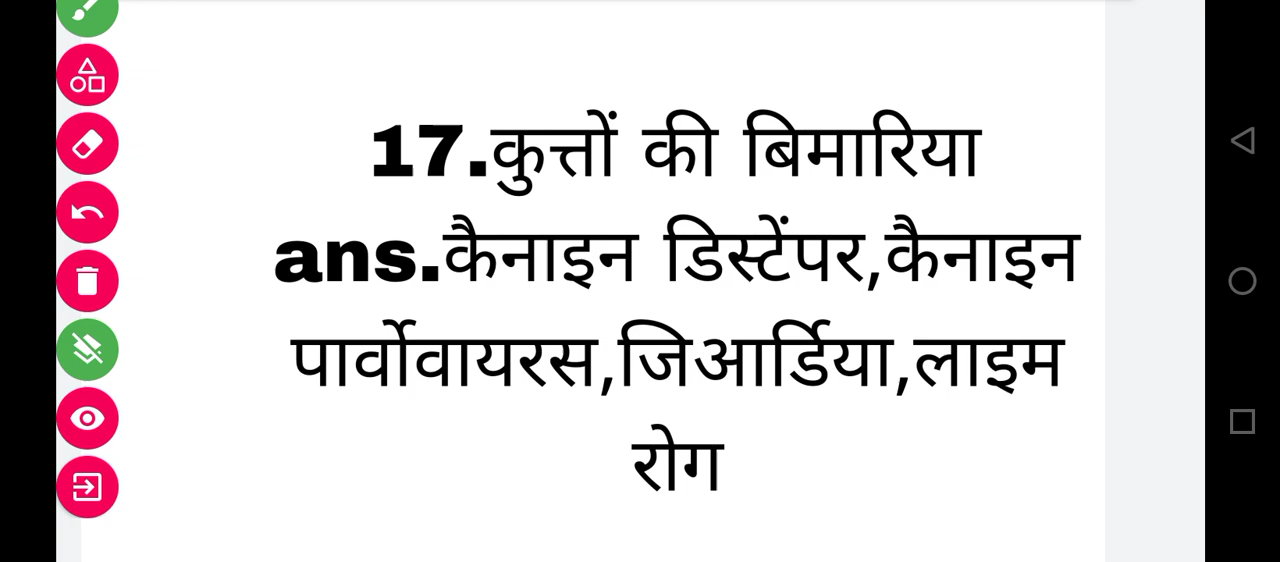 17.कुत्तों की बिमारिया
ans.कैनाइन डिस्टेंपर,कैनाइन
पार्वोवायरस,जिआर्डिया,लाइम
रोग